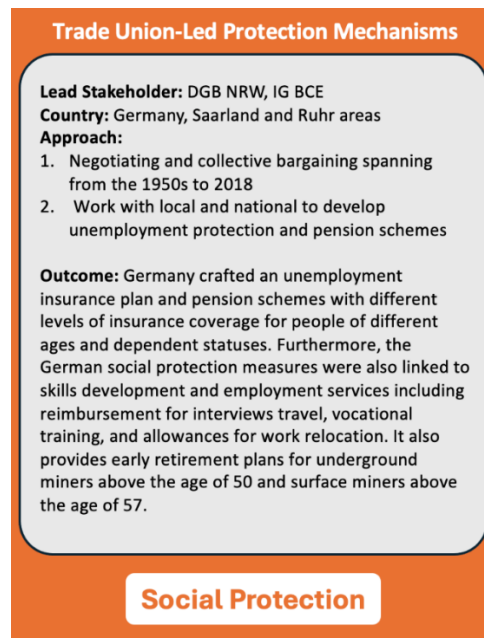 Trade Union-Led Protection Mechanisms
Lead Stakeholder: DGB NRW, IG BCE
Country: Germany, Saarland and Ruhr areas
Approach:
1. Negotiating and collective bargaining spanning
from the 1950s to 2018
2. Work with local and national to develop
unemployment protection and pension schemes
Outcome: Germany crafted an unemployment
insurance plan and pension schemes with different
levels of insurance coverage for people of different
ages and dependent statuses. Furthermore, the
German social protection measures were also linked to
skills development and employment services including
reimbursement for interviews travel, vocational
training, and allowances for work relocation. It also
provides early retirement plans for underground
miners above the age of 50 and surface miners above
the age of 57.
Social Protection